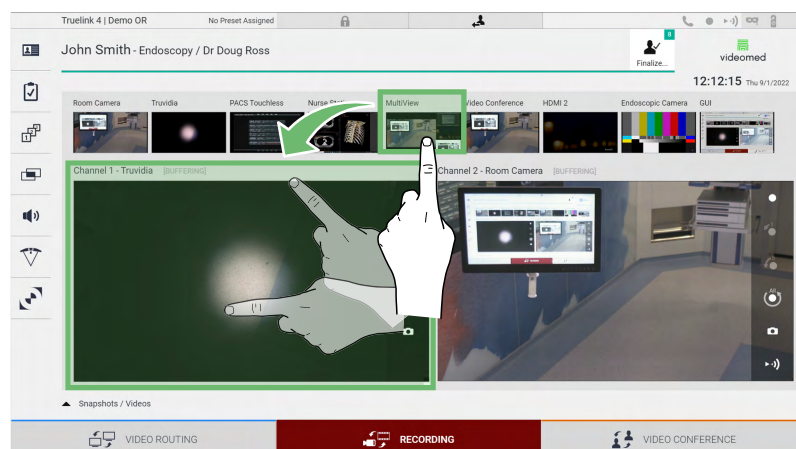 Truelink 4 | Demo OR
No Preset Assigned
8
John Smith - Endoscopy / Dr Doug Ross
Finalize...
videomed
12:12:15 Thu 9/1/2022
Room Camera
Truvidia
PACS Touchless
MultiView
Video Conference
HDMI 2
Endoscopic Camera
GUI
Channel 1 - Truvidia [BUFFERING]
Channel 2 - Room Camera [BUFFERING]
All
Snapshots / Videos
VIDEO ROUTING
RECORDING
VIDEO CONFERENCE